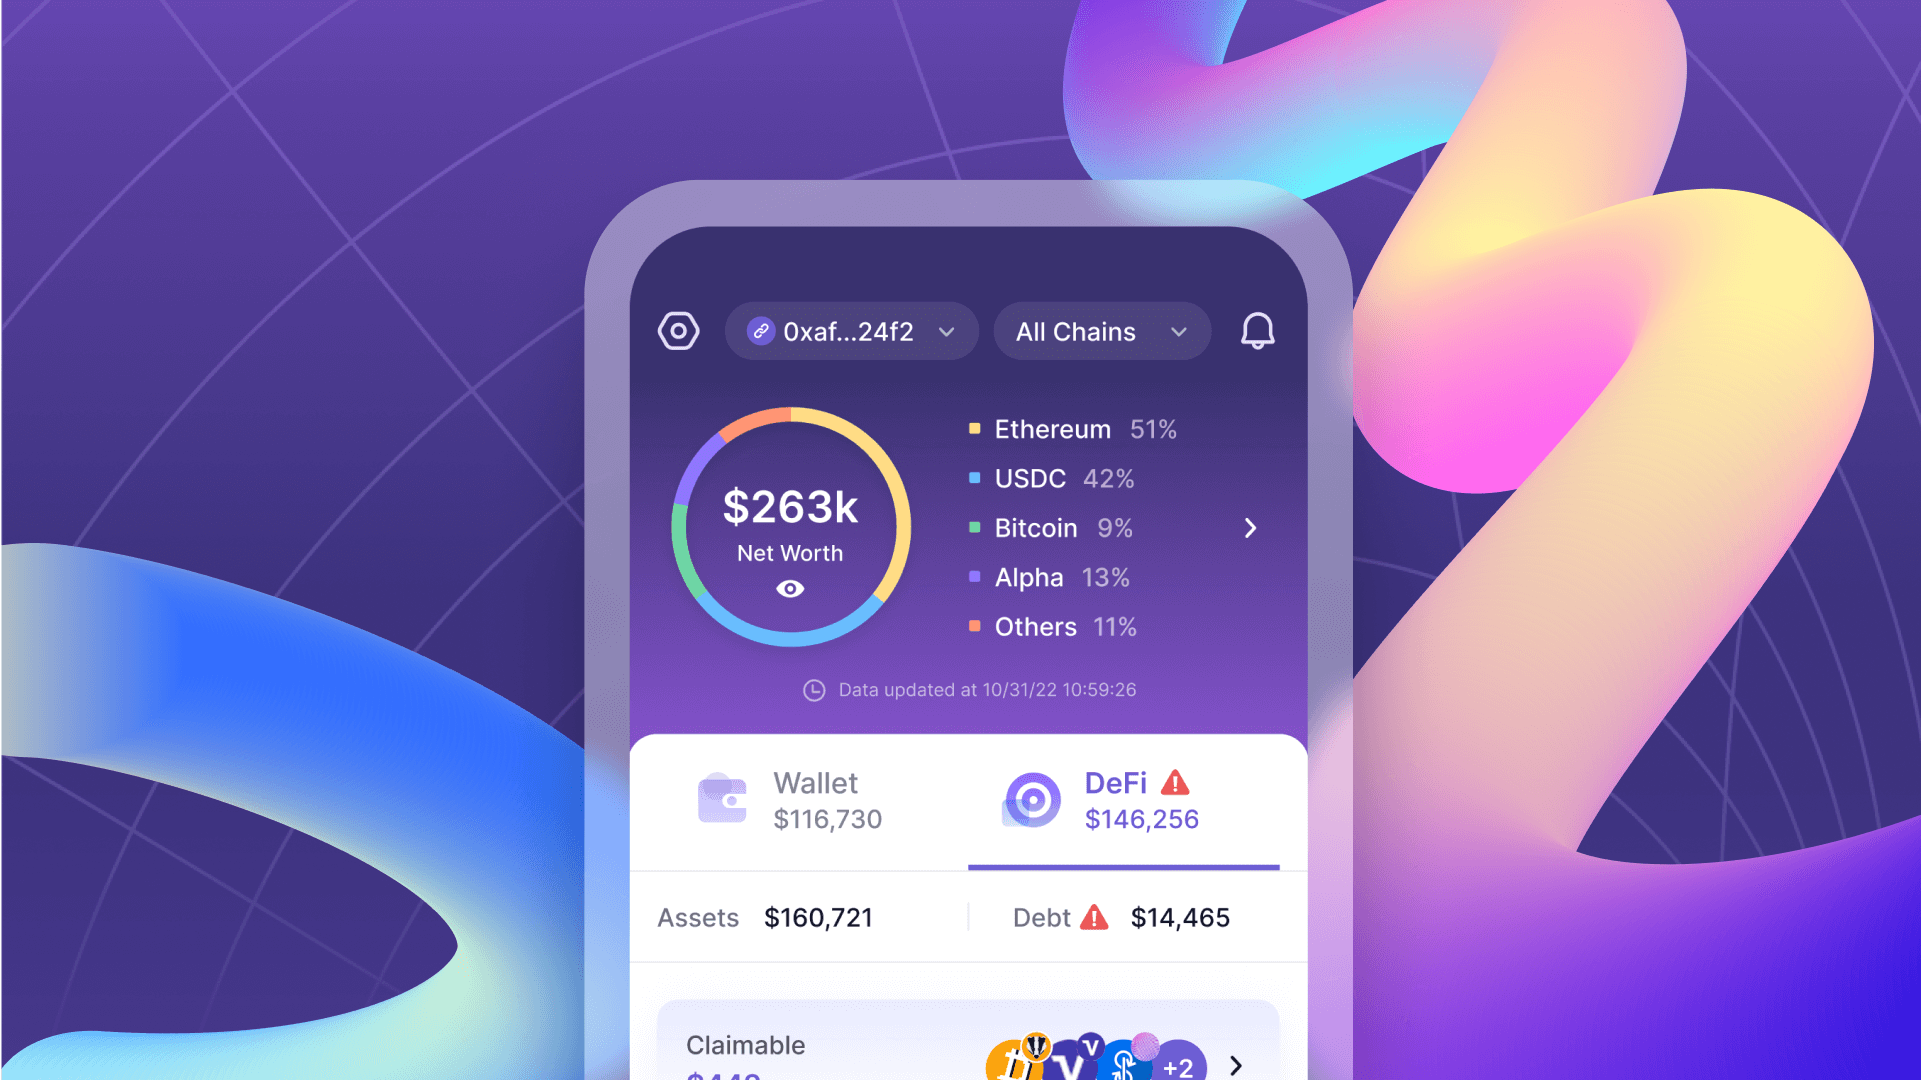 0xaf...24f2
All Chains
$263k
Net Worth
Ethereum 51%
USDC 42%
Bitcoin 9%
Alpha 13%
Others 11%
Data updated at 10/31/22 10:59:26
Wallet
$116,730
DeFi
$146,256
Assets $160,721
Debt $14,465
Claimable
+2